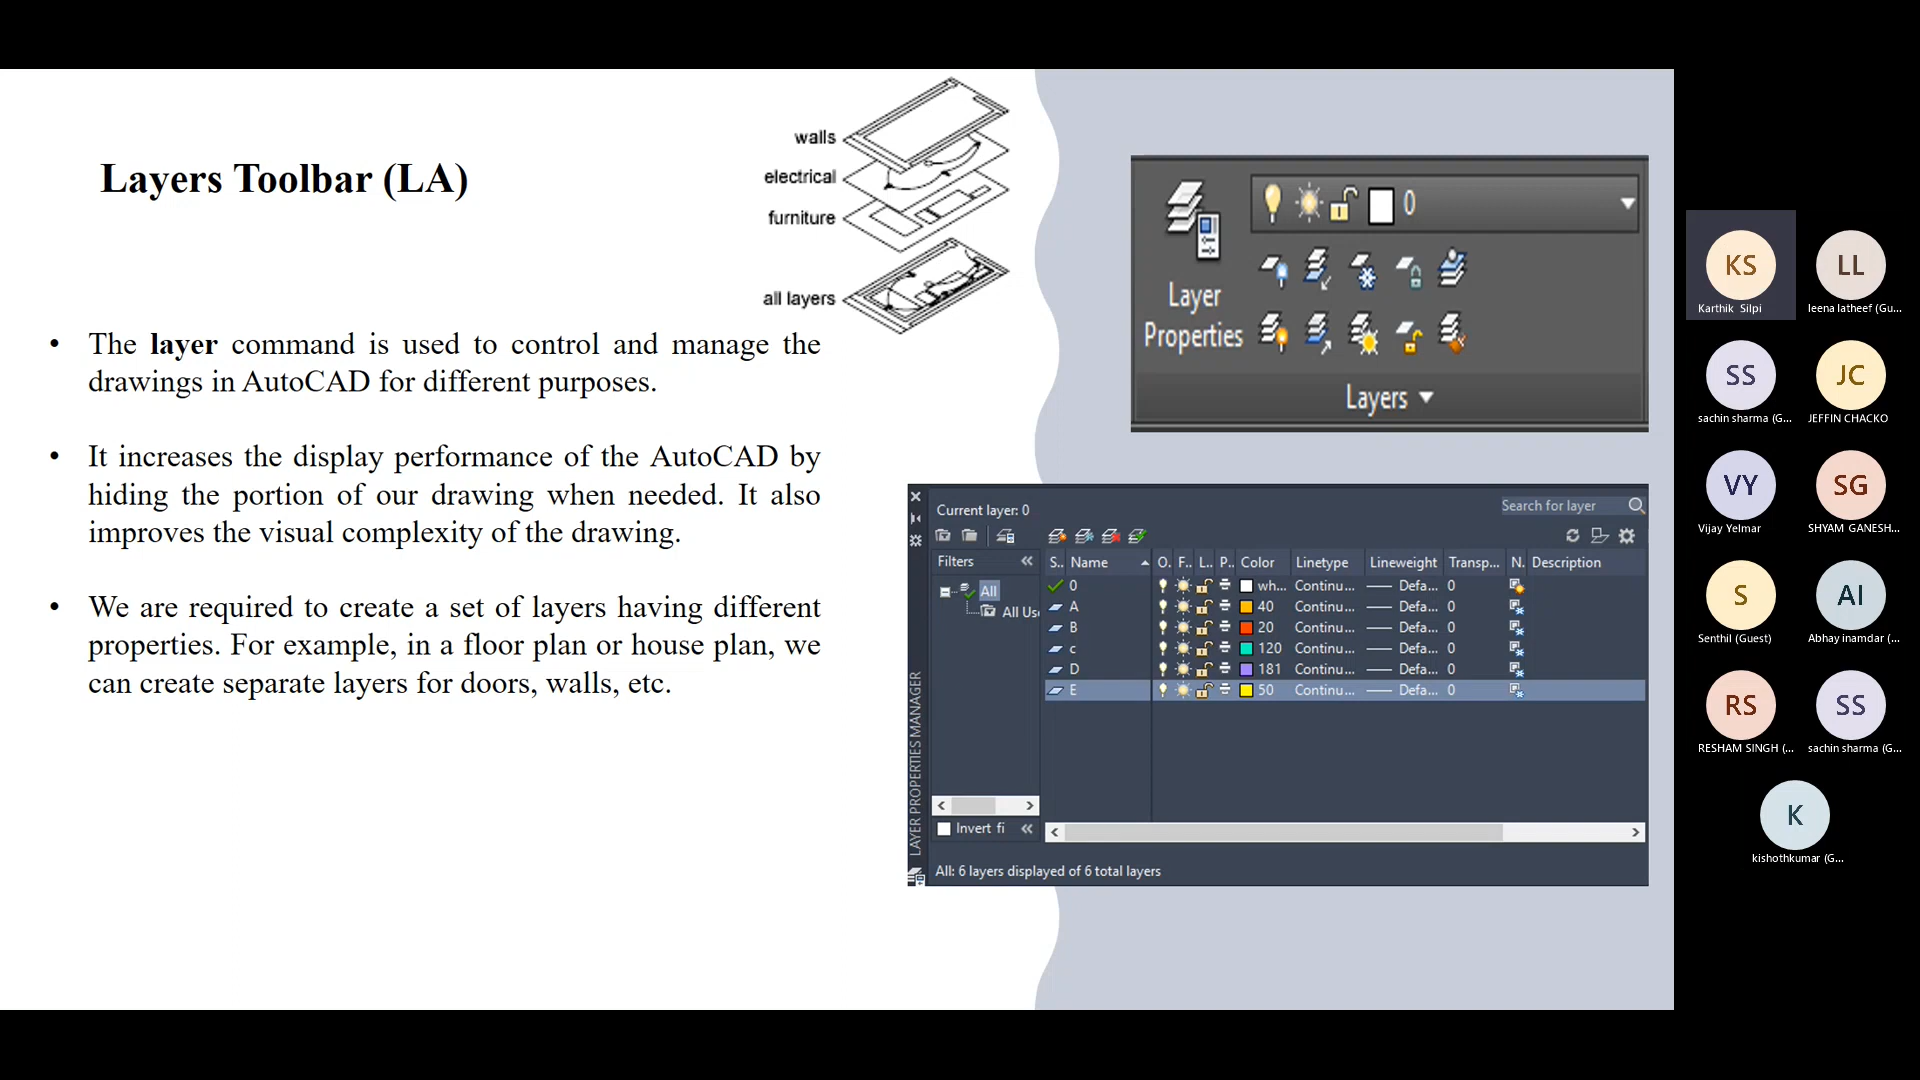 Layers Toolbar (LA)
walls
electrical
furniture
all layers
• The layer command is used to control and manage the
drawings in AutoCAD for different purposes.
• It increases the display performance of the AutoCAD by
hiding the portion of our drawing when needed. It also
improves the visual complexity of the drawing.
• We are required to create a set of layers having different
properties. For example, in a floor plan or house plan, we
can create separate layers for doors, walls, etc.
0
Layer
Properties
Layers
Current layer: 0
Search for layer
Filters
All
All Us
Invert fi
S.. Name O. F.. L.. P.. Color Linetype Lineweight Transp... N. Description
0 wh... Continu... Defa... 0
A 40 Continu... Defa... 0
B 20 Continu... Defa... 0
c 120 Continu... Defa... 0
D 181 Continu... Defa... 0
E 50 Continu... Defa... 0
All: 6 layers displayed of 6 total layers
LAYER PROPERTIES MANAGER
KS
Karthik Silpi
LL
leena latheef (Gu...
SS
sachin sharma (G...
JC
JEFFIN CHACKO
VY
Vijay Yelmar
SG
SHYAM GANESH...
S
Senthil (Guest)
AI
Abhay inamdar (...
RS
RESHAM SINGH (...
SS
sachin sharma (G...
K
kishothkumar (G...